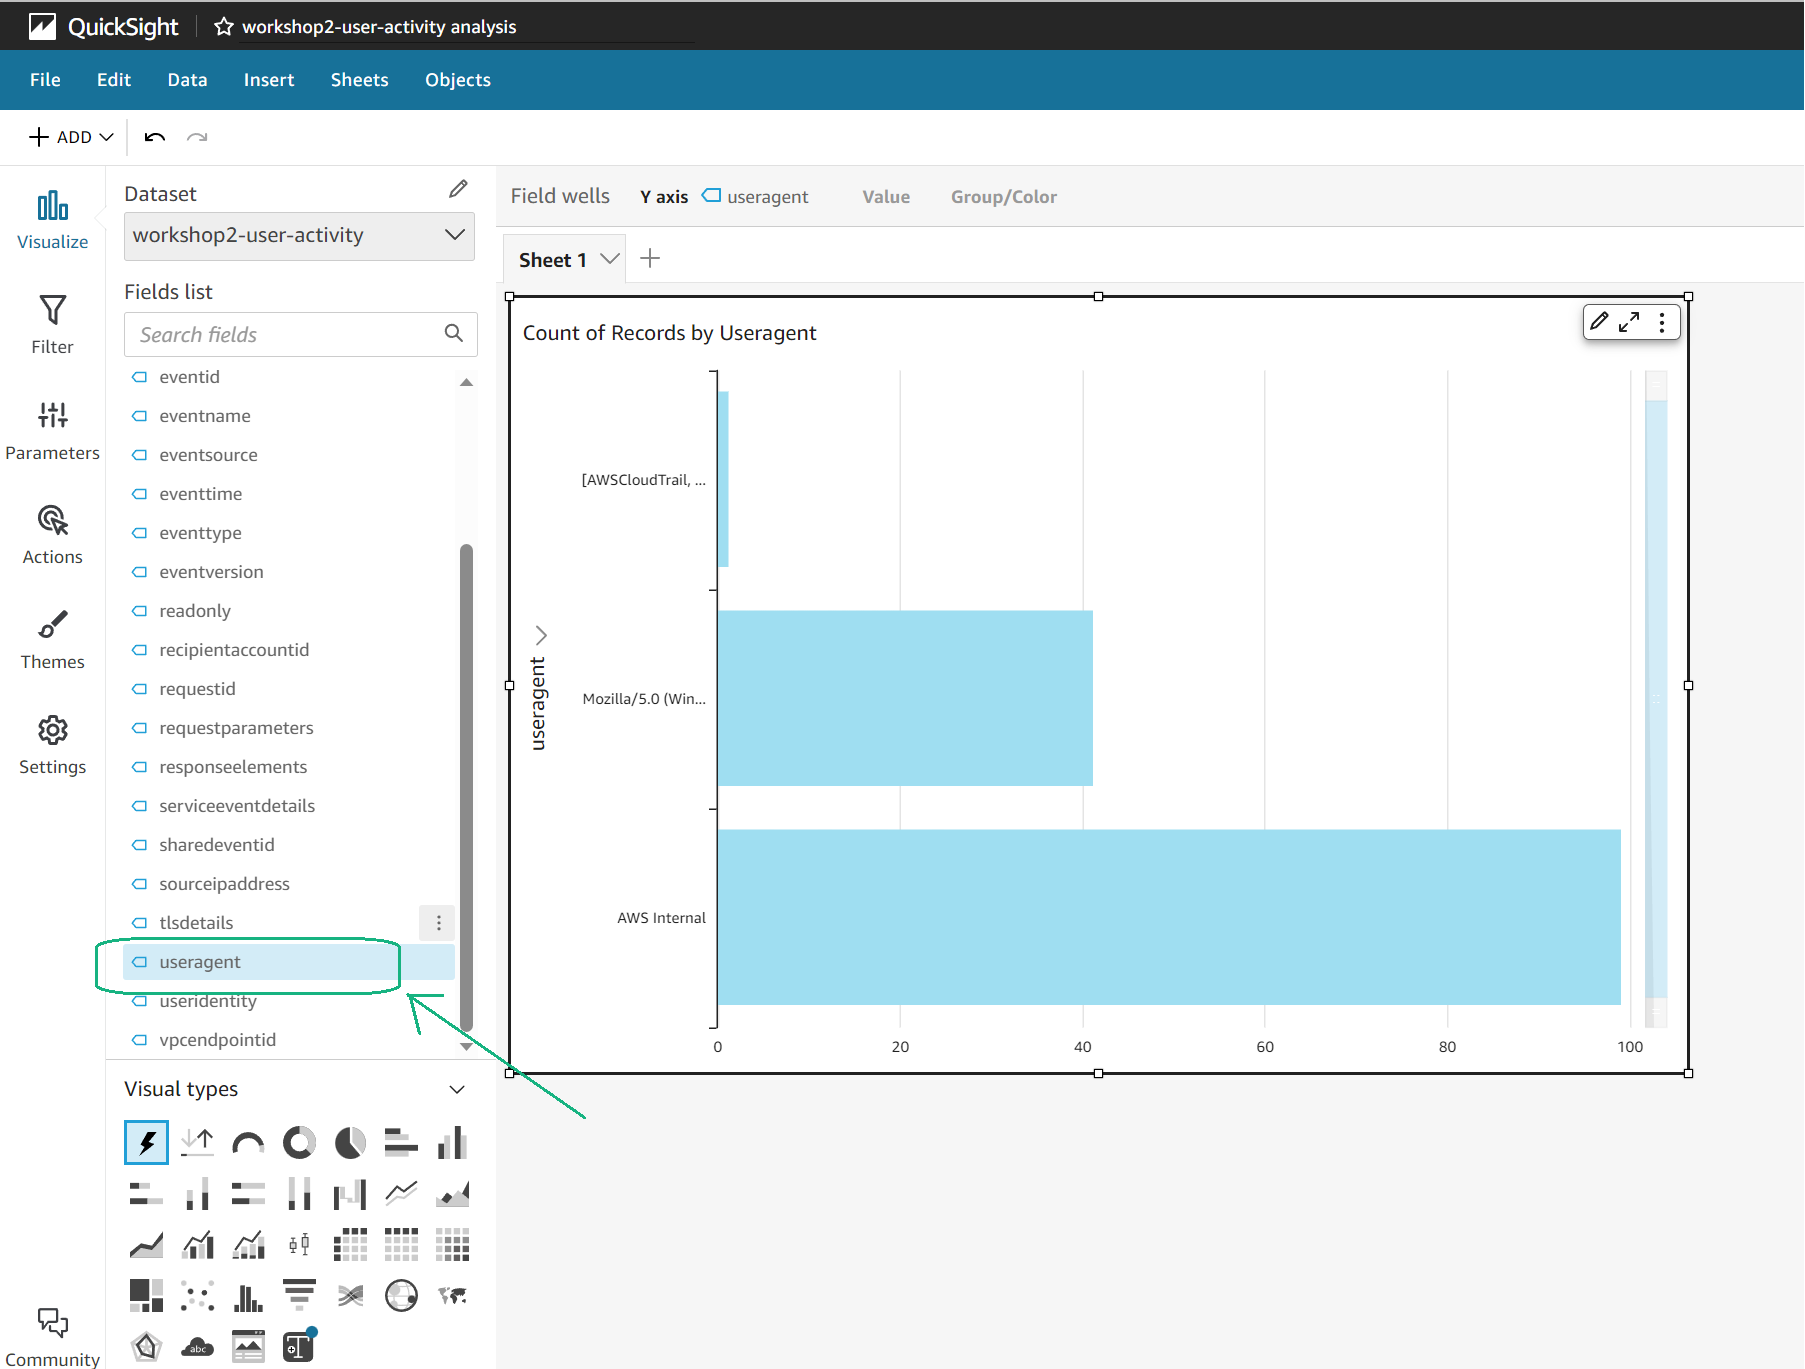 QuickSight
workshop2-user-activity analysis
File Edit Data Insert Sheets Objects
ADD
Visualize
Filter
Parameters
Actions
Themes
Settings
Community
Dataset
workshop2-user-activity
Fields list
Search fields
eventid
eventname
eventsource
eventtime
eventtype
eventversion
readonly
recipientaccountid
requestid
requestparameters
responseelements
serviceeventdetails
sharedeventid
sourceipaddress
tlsdetails
useragent
useridentity
vpcendpointid
Visual types
abc
Field wells Y axis useragent Value Group/Color
Sheet 1
Count of Records by Useragent
useragent
[AWSCloudTrail, ...
Mozilla/5.0 (Win...
AWS Internal
0 20 40 60 80 100